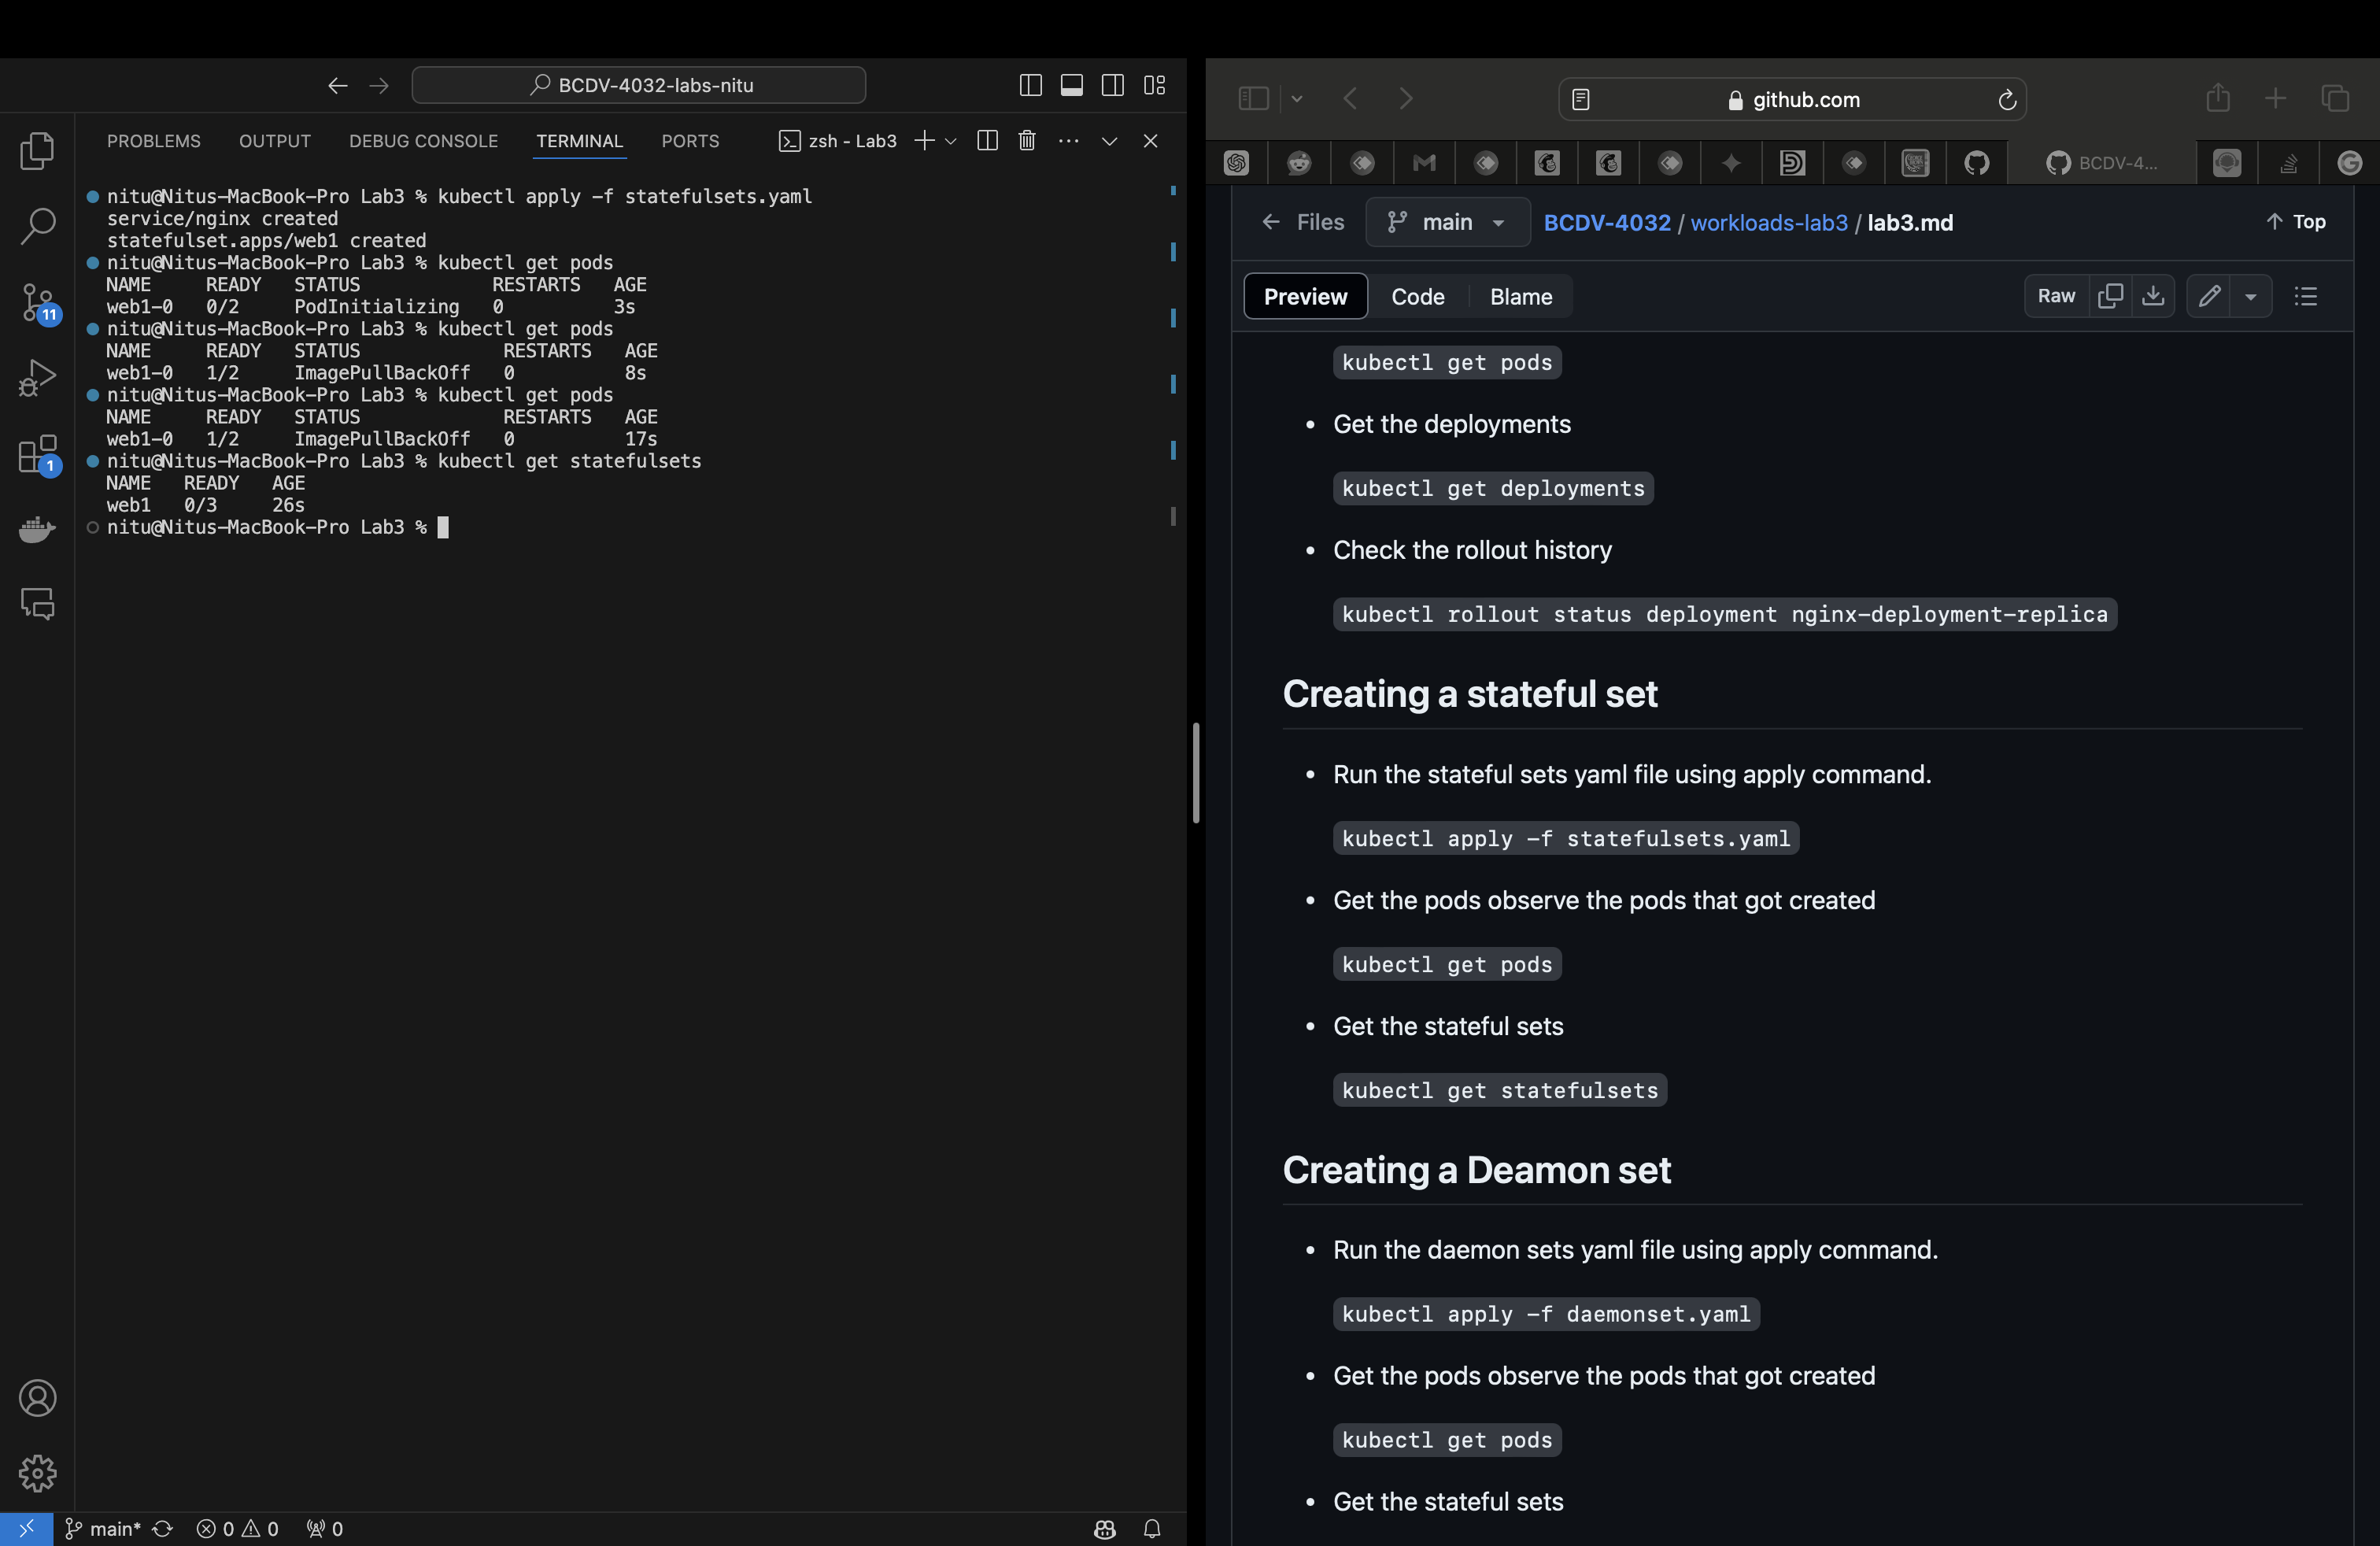 BCDV-4032-labs-nitu
PROBLEMS OUTPUT DEBUG CONSOLE TERMINAL PORTS zsh - Lab3
nitu@Nitus-MacBook-Pro Lab3 % kubectl apply -f statefulsets.yaml
service/nginx created
statefulset.apps/web1 created
nitu@Nitus-MacBook-Pro Lab3 % kubectl get pods
NAME READY STATUS RESTARTS AGE
web1-0 0/2 PodInitializing 0 3s
nitu@Nitus-MacBook-Pro Lab3 % kubectl get pods
NAME READY STATUS RESTARTS AGE
web1-0 1/2 ImagePullBackOff 0 8s
nitu@Nitus-MacBook-Pro Lab3 % kubectl get pods
NAME READY STATUS RESTARTS AGE
web1-0 1/2 ImagePullBackOff 0 17s
nitu@Nitus-MacBook-Pro Lab3 % kubectl get statefulsets
NAME READY AGE
web1 0/3 26s
nitu@Nitus-MacBook-Pro Lab3 %
11
1
main* 0 0 0
github.com
BCDV-4...
Files main BCDV-4032 / workloads-lab3 / lab3.md Top
Preview Code Blame Raw
kubectl get pods
• Get the deployments
kubectl get deployments
• Check the rollout history
kubectl rollout status deployment nginx-deployment-replica
Creating a stateful set
• Run the stateful sets yaml file using apply command.
kubectl apply -f statefulsets.yaml
• Get the pods observe the pods that got created
kubectl get pods
• Get the stateful sets
kubectl get statefulsets
Creating a Deamon set
• Run the daemon sets yaml file using apply command.
kubectl apply -f daemonset.yaml
• Get the pods observe the pods that got created
kubectl get pods
• Get the stateful sets